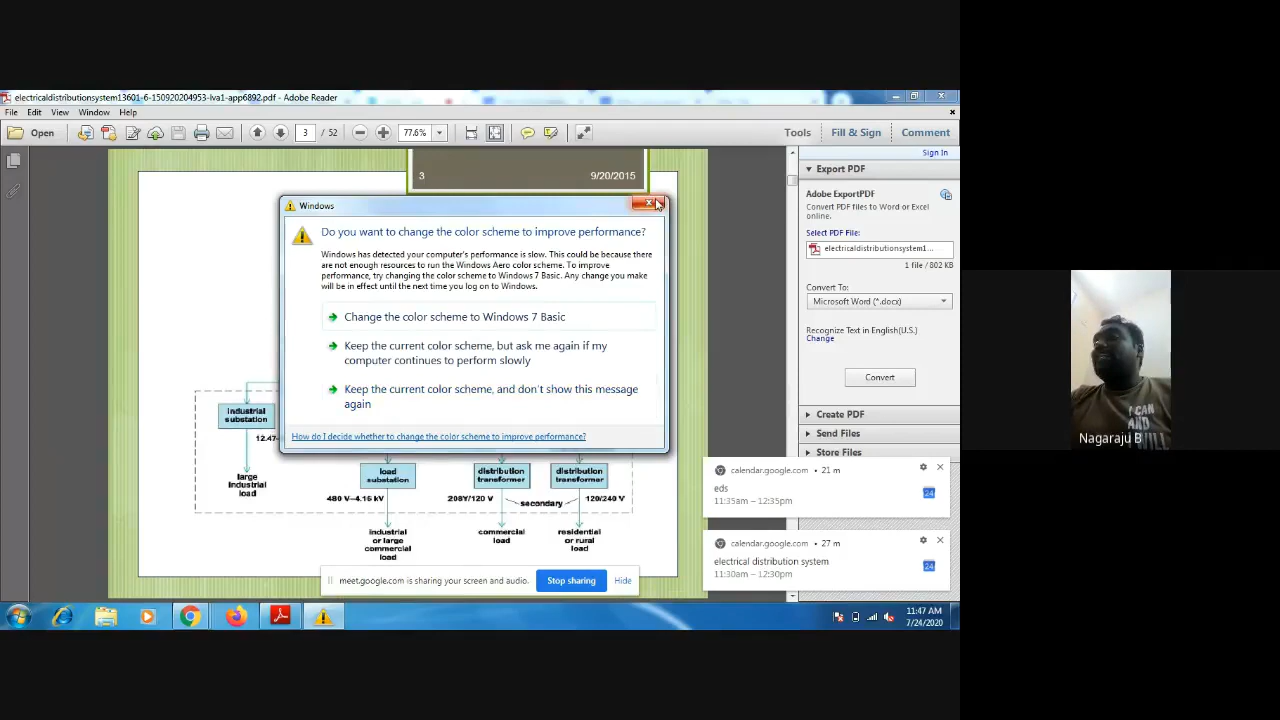 electricaldistributionsystem13601-6-150920204953-lva1-app6892.pdf - Adobe Reader
File Edit View Window Help
Open
3 / 52
77.6%
Tools
Fill & Sign
Comment
Sign In
3
9/20/2015
Windows
Do you want to change the color scheme to improve performance?
Windows has detected your computer's performance is slow. This could be because there
are not enough resources to run the Windows Aero color scheme. To improve
performance, try changing the color scheme to Windows 7 Basic. Any change you make
will be in effect until the next time you log on to Windows.
Change the color scheme to Windows 7 Basic
Keep the current color scheme, but ask me again if my
computer continues to perform slowly
Keep the current color scheme, and don't show this message
again
How do I decide whether to change the color scheme to improve performance?
industrial
substation
12.47-
large
industrial
load
load
substation
480 V–4.16 kV
industrial
or large
commercial
load
distribution
transformer
208Y/120 V
commercial
load
secondary
distribution
transformer
120/240 V
residential
or rural
load
Export PDF
Adobe ExportPDF
Convert PDF files to Word or Excel
online.
Select PDF File:
electricaldistributionsystem1...
1 file / 802 KB
Convert To:
Microsoft Word (*.docx)
Recognize Text in English(U.S.)
Change
Convert
Create PDF
Send Files
Store Files
calendar.google.com • 21 m
eds
11:35am – 12:35pm
24
calendar.google.com • 27 m
electrical distribution system
11:30am – 12:30pm
24
meet.google.com is sharing your screen and audio.
Stop sharing
Hide
11:47 AM
7/24/2020
I CAN
AND
Nagaraju B